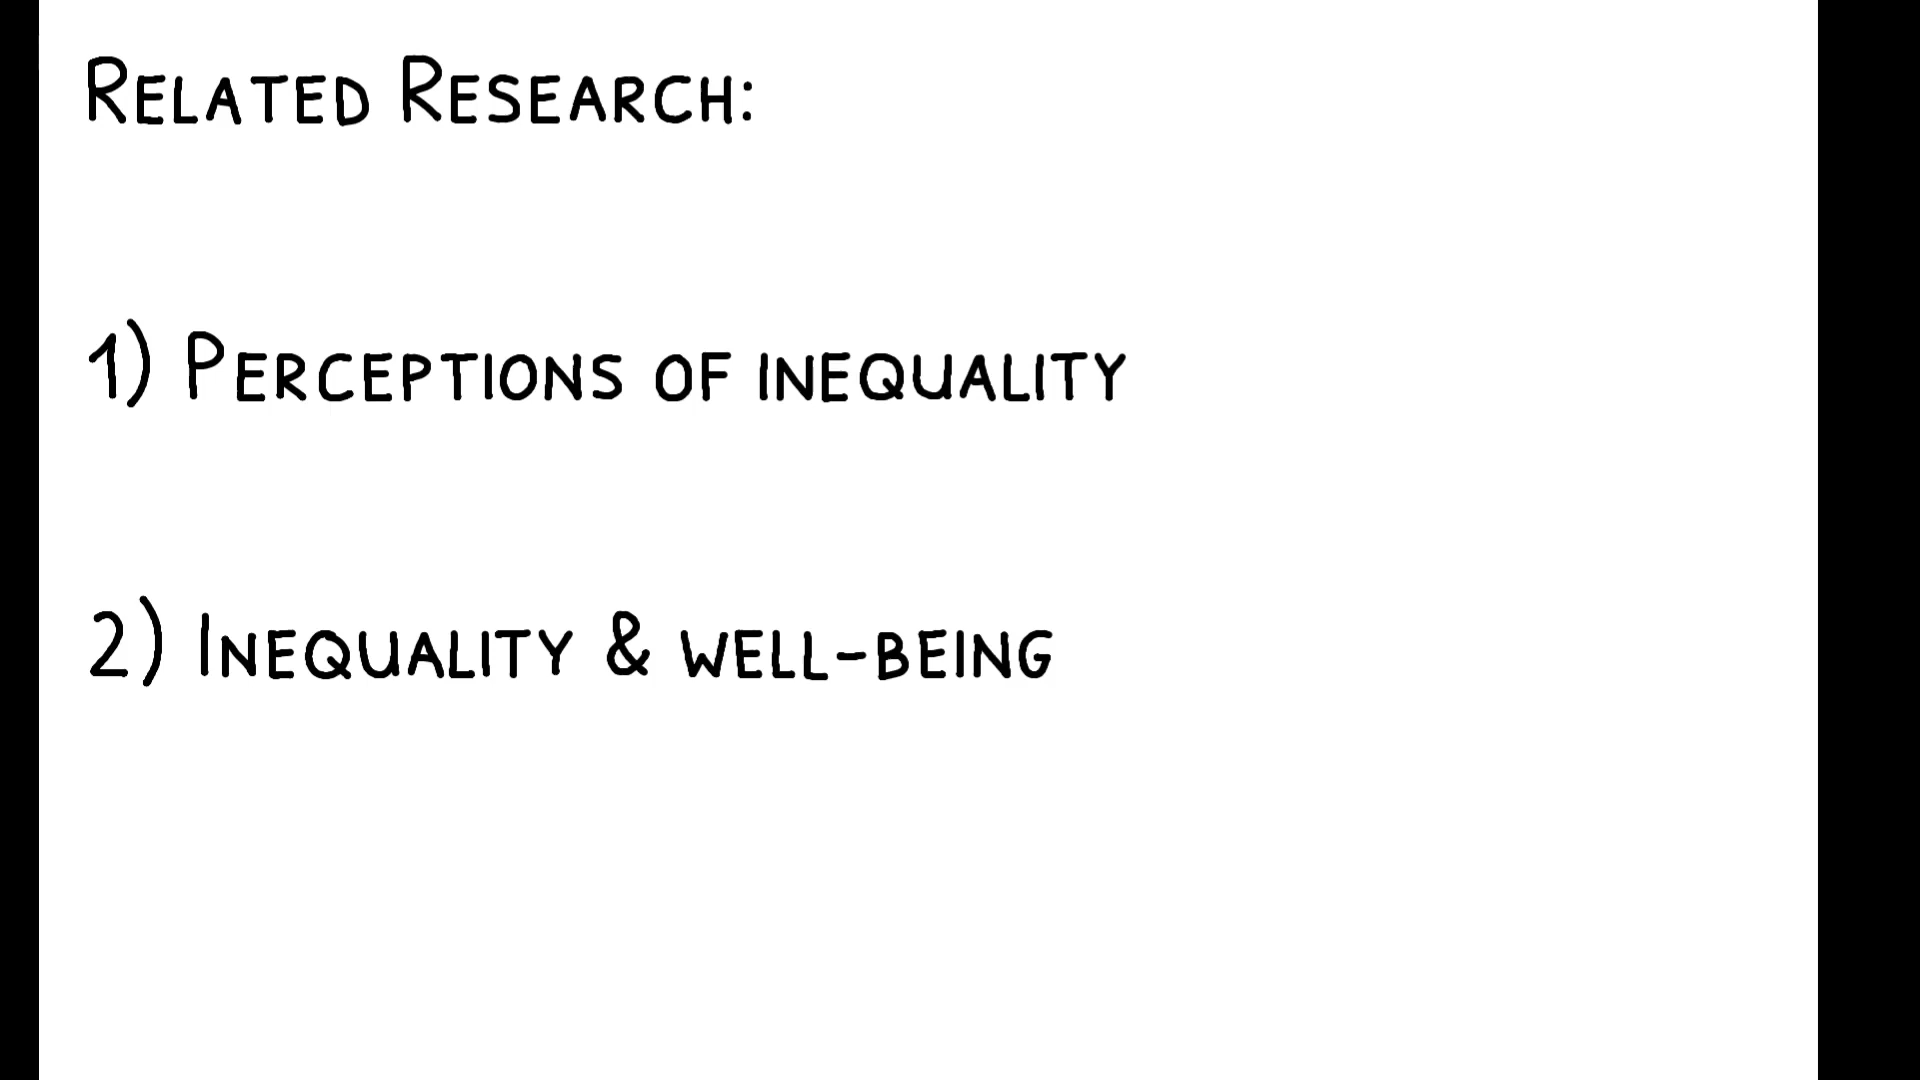 Related Research:
1) Perceptions of inequality
2) Inequality & well-being